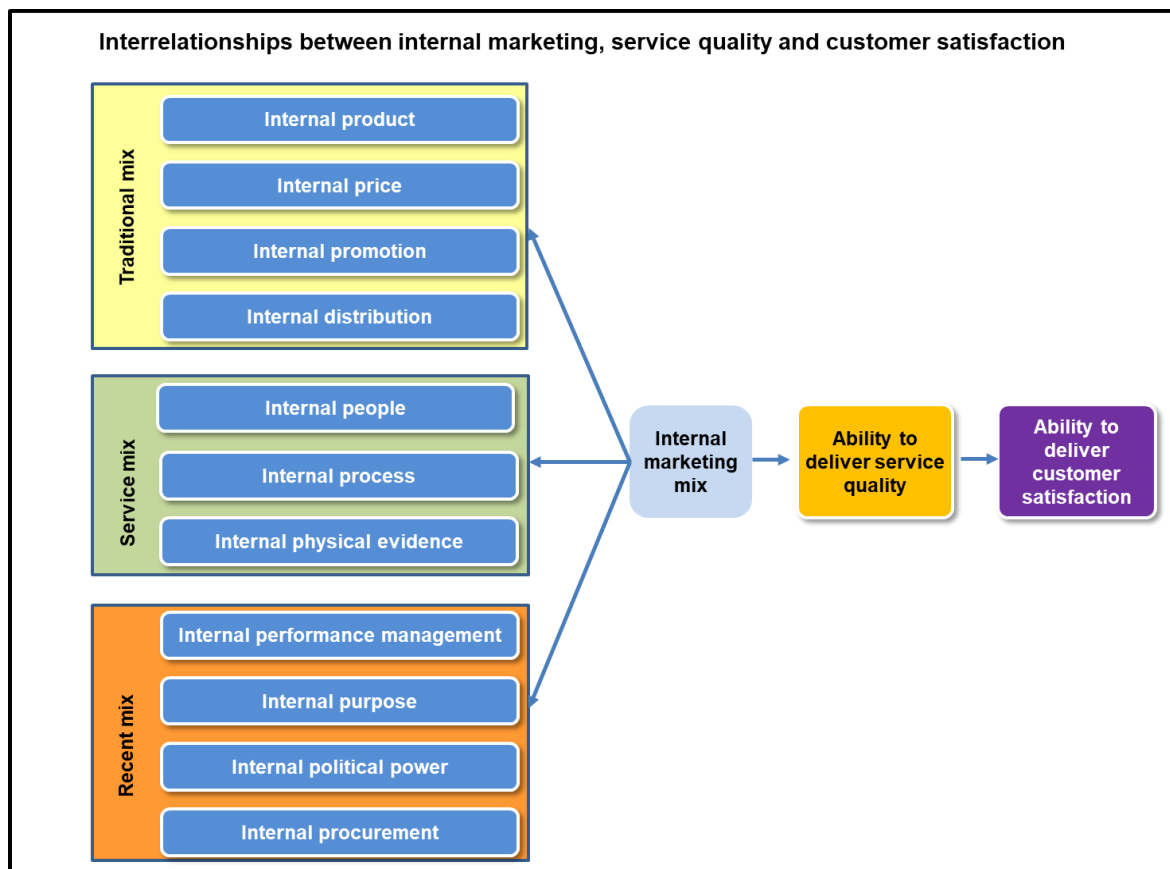 Interrelationships between internal marketing, service quality and customer satisfaction
Traditional mix
Internal product
Internal price
Internal promotion
Internal distribution
Service mix
Internal people
Internal process
Internal physical evidence
Recent mix
Internal performance management
Internal purpose
Internal political power
Internal procurement
Internal
marketing
mix
Ability to
deliver service
quality
Ability to
deliver
customer
satisfaction